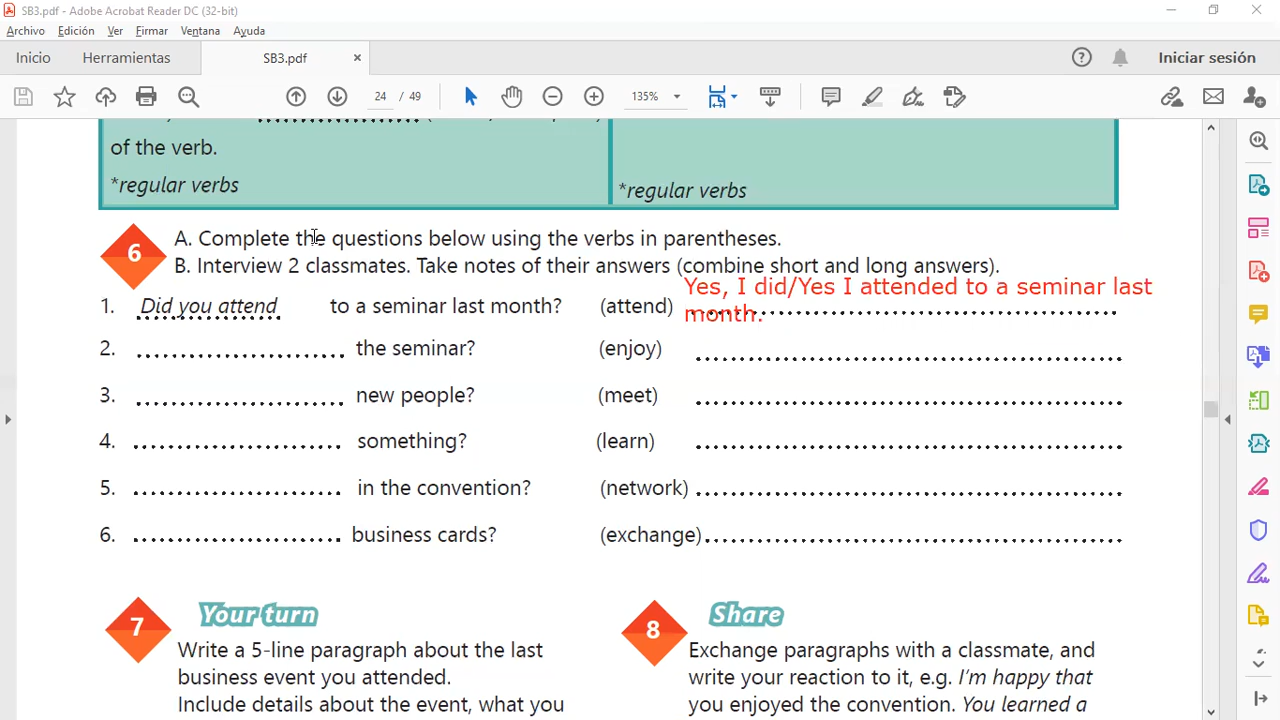 SB3.pdf - Adobe Acrobat Reader DC (32-bit)
Archivo Edición Ver Firmar Ventana Ayuda
Inicio Herramientas SB3.pdf × Iniciar sesión
24 / 49 135%
of the verb.
*regular verbs *regular verbs
6 A. Complete the questions below using the verbs in parentheses.
B. Interview 2 classmates. Take notes of their answers (combine short and long answers).
Yes, I did/Yes I attended to a seminar last
month.
1. Did you attend to a seminar last month? (attend)
2. the seminar? (enjoy)
3. new people? (meet)
4. something? (learn)
5. in the convention? (network)
6. business cards? (exchange)
7 Your turn
Write a 5-line paragraph about the last
business event you attended.
Include details about the event, what you
8 Share
Exchange paragraphs with a classmate, and
write your reaction to it, e.g. I'm happy that
you enjoyed the convention. You learned a